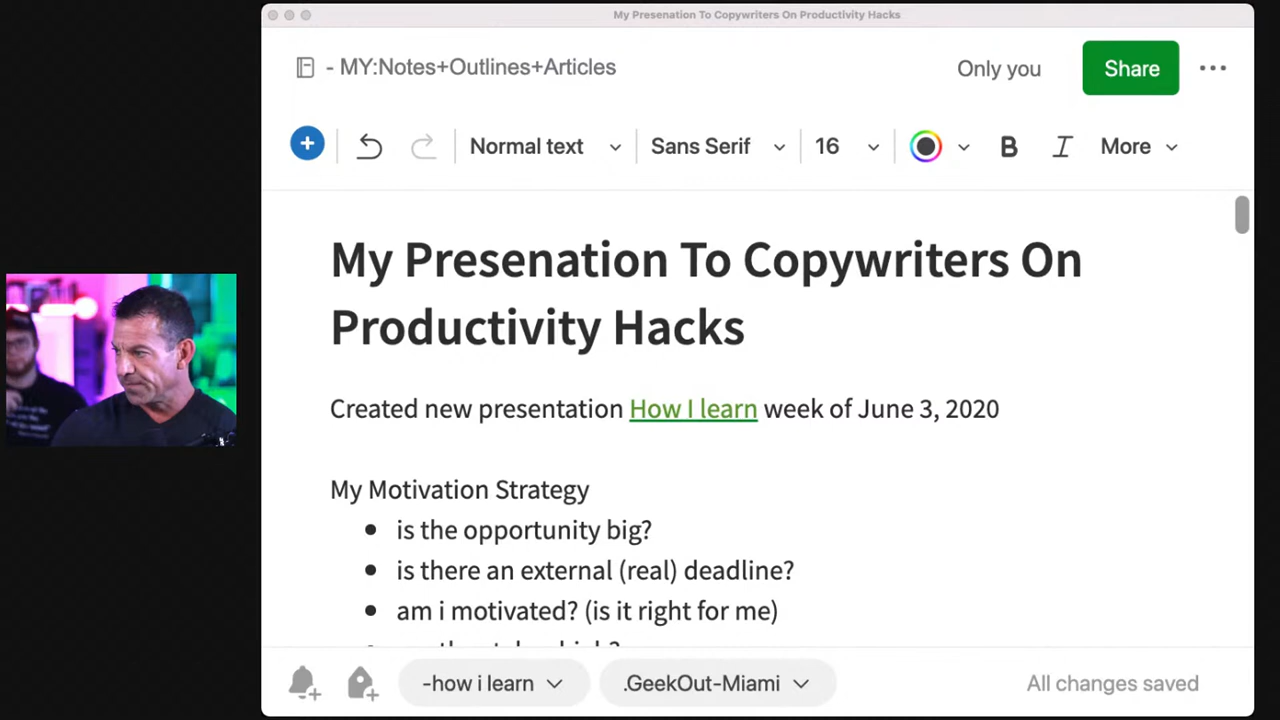 My Presenation To Copywriters On Productivity Hacks
- MY:Notes+Outlines+Articles
Only you
Share
Normal text
Sans Serif
16
B
I
More
My Presenation To Copywriters On
Productivity Hacks
Created new presentation How I learn week of June 3, 2020
My Motivation Strategy
is the opportunity big?
is there an external (real) deadline?
am i motivated? (is it right for me)
-how i learn
.GeekOut-Miami
All changes saved